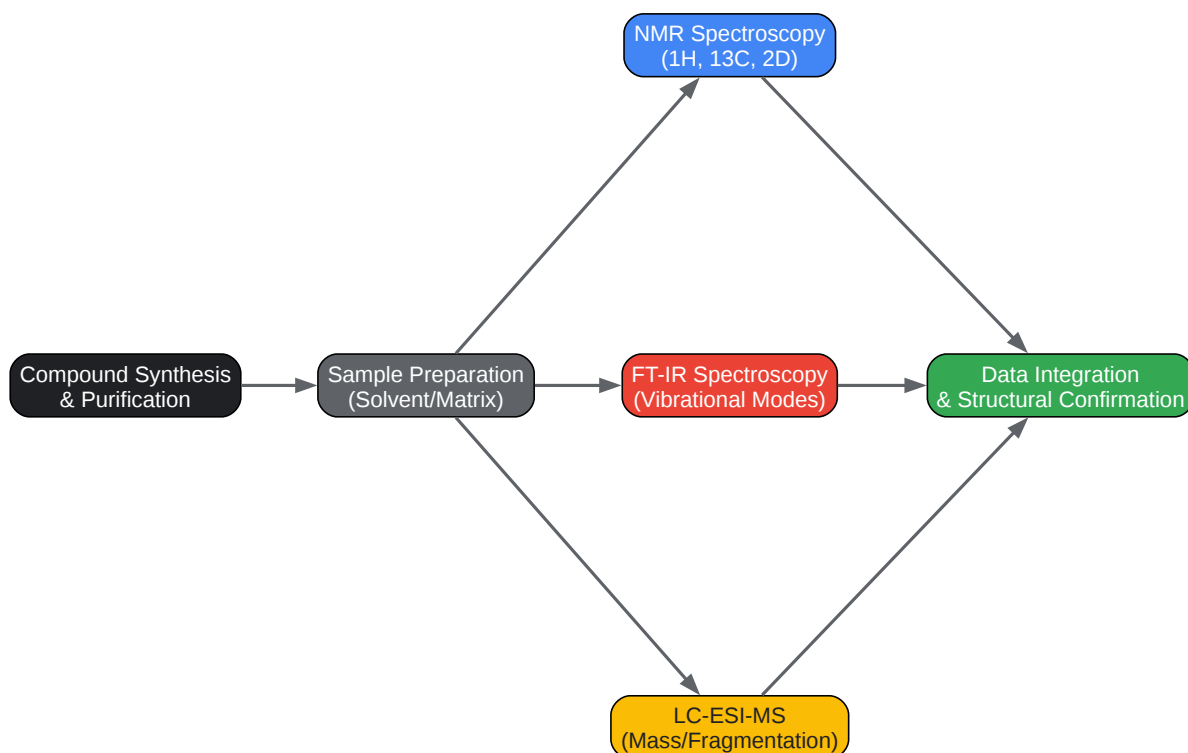 NMR Spectroscopy
(1H, 13C, 2D)
Compound Synthesis
& Purification
Sample Preparation
(Solvent/Matrix)
FT-IR Spectroscopy
(Vibrational Modes)
Data Integration
& Structural Confirmation
LC-ESI-MS
(Mass/Fragmentation)